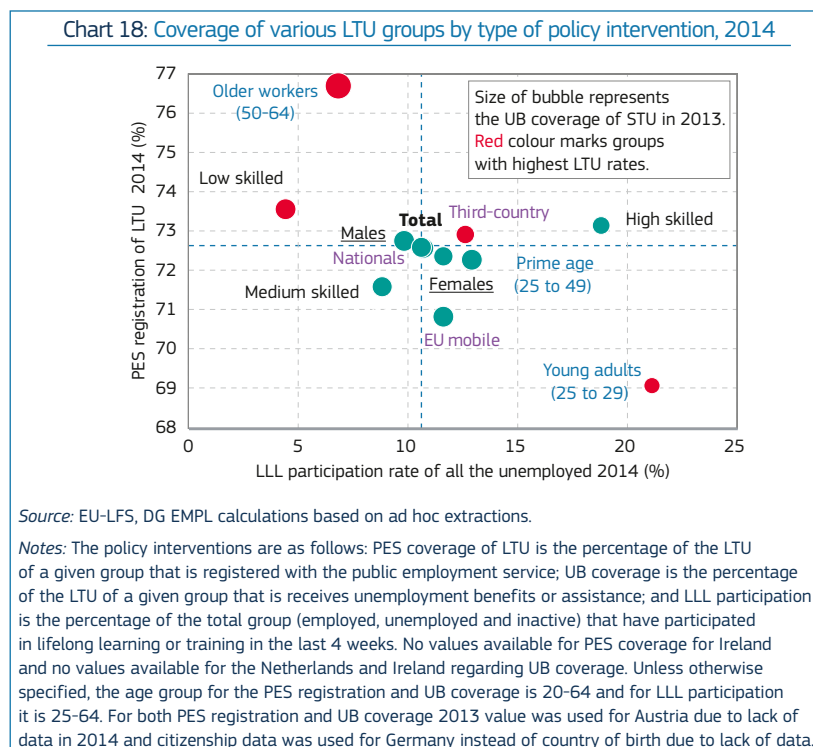 Chart 18: Coverage of various LTU groups by type of policy intervention, 2014
PES registration of LTU 2014 (%)
77
76
75
74
73
72
71
70
69
68
Older workers
(50-64)
Size of bubble represents
the UB coverage of STU in 2013.
Red colour marks groups
with highest LTU rates.
Low skilled
Total
Third-country
High skilled
Males
Nationals
Prime age
(25 to 49)
Medium skilled
Females
EU mobile
Young adults
(25 to 29)
0 5 10 15 20 25
LLL participation rate of all the unemployed 2014 (%)
Source: EU-LFS, DG EMPL calculations based on ad hoc extractions.
Notes: The policy interventions are as follows: PES coverage of LTU is the percentage of the LTU
of a given group that is registered with the public employment service; UB coverage is the percentage
of the LTU of a given group that is receives unemployment benefits or assistance; and LLL participation
is the percentage of the total group (employed, unemployed and inactive) that have participated
in lifelong learning or training in the last 4 weeks. No values available for PES coverage for Ireland
and no values available for the Netherlands and Ireland regarding UB coverage. Unless otherwise
specified, the age group for the PES registration and UB coverage is 20-64 and for LLL participation
it is 25-64. For both PES registration and UB coverage 2013 value was used for Austria due to lack of
data in 2014 and citizenship data was used for Germany instead of country of birth due to lack of data.